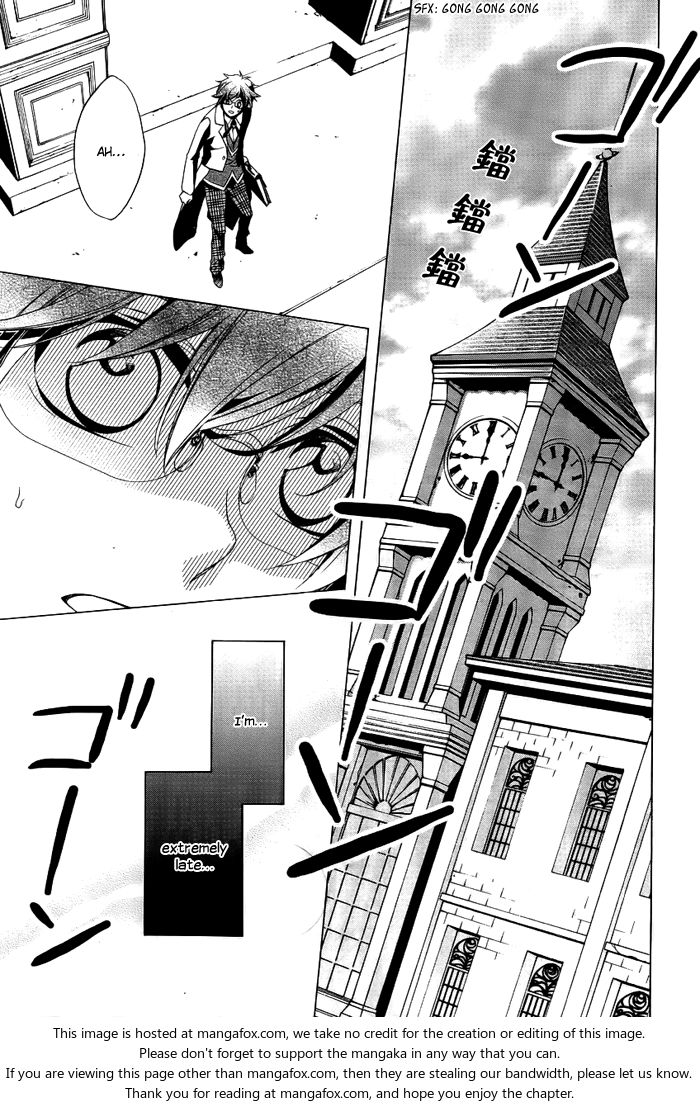 SFX: GONG GONG GONG
ゴーン
鐺
鐺
鐺
AH...
ゴーン
I'm...
extremely
late...
ゴーン
This image is hosted at mangafox.com, we take no credit for the creation or editing of this image.
Please don't forget to support the mangaka in any way that you can.
If you are viewing this page other than mangafox.com, then they are stealing our bandwidth, please let us know.
Thank you for reading at mangafox.com, and hope you enjoy the chapter.